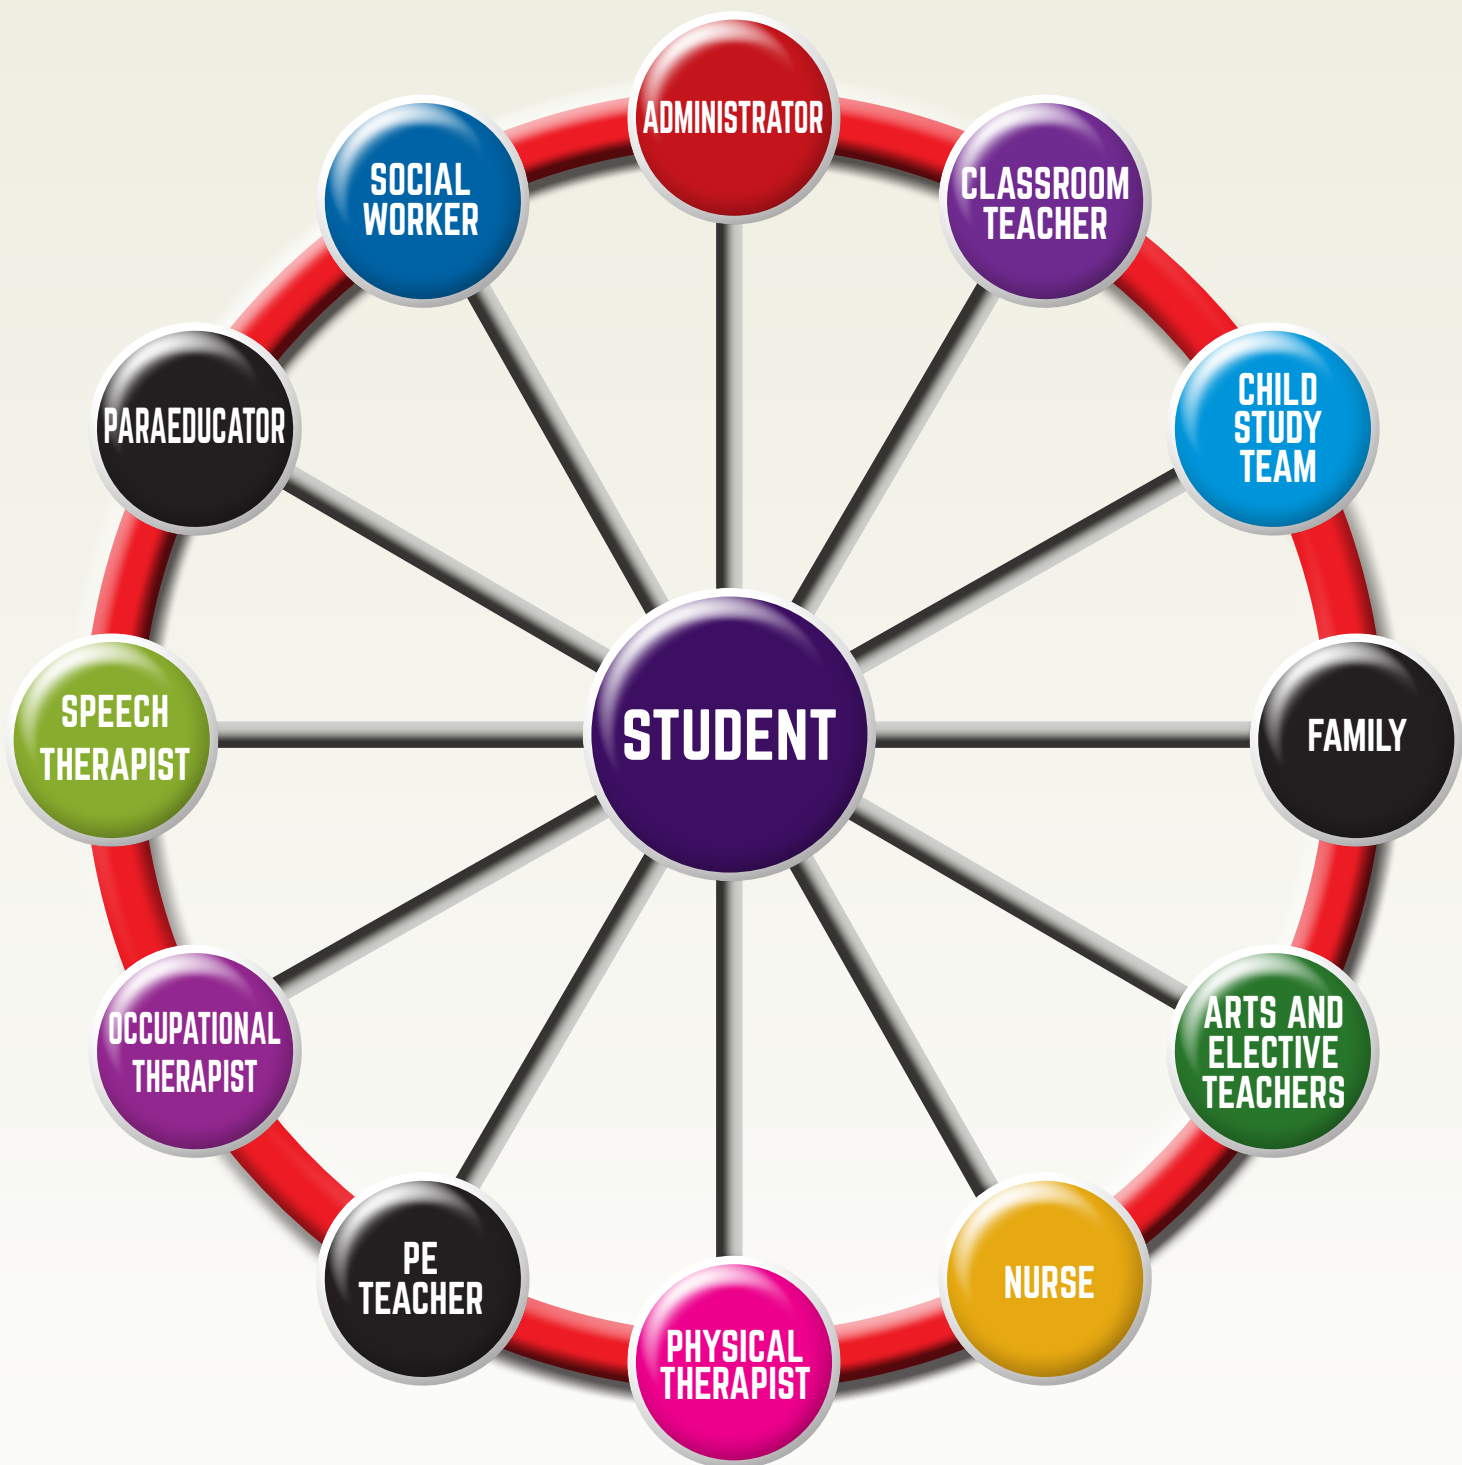 ADMINISTRATOR
CLASSROOM
TEACHER
CHILD
STUDY
TEAM
FAMILY
ARTS AND
ELECTIVE
TEACHERS
NURSE
PHYSICAL
THERAPIST
PE
TEACHER
OCCUPATIONAL
THERAPIST
SPEECH
THERAPIST
PARAEDUCATOR
SOCIAL
WORKER
STUDENT